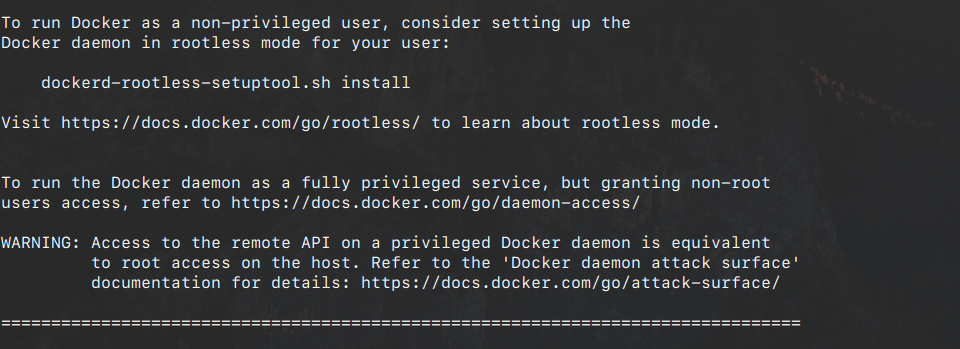 To run Docker as a non-privileged user, consider setting up the
Docker daemon in rootless mode for your user:
dockerd-rootless-setuptool.sh install
Visit https://docs.docker.com/go/rootless/ to learn about rootless mode.
To run the Docker daemon as a fully privileged service, but granting non-root
users access, refer to https://docs.docker.com/go/daemon-access/
WARNING: Access to the remote API on a privileged Docker daemon is equivalent
to root access on the host. Refer to the 'Docker daemon attack surface'
documentation for details: https://docs.docker.com/go/attack-surface/
================================================================================